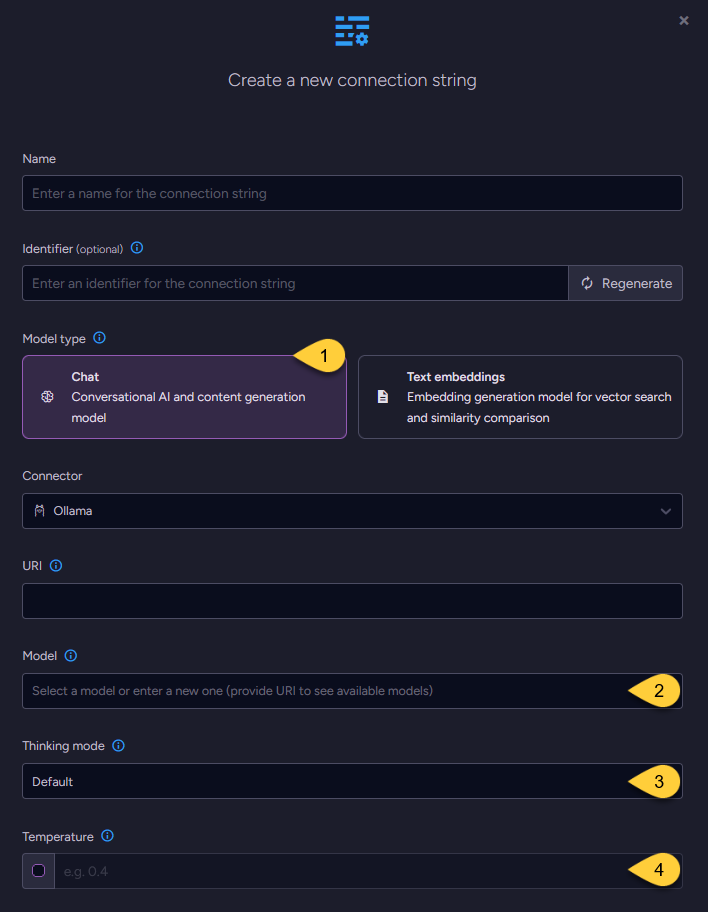 Create a new connection string
Name
Enter a name for the connection string
Identifier (optional)
Enter an identifier for the connection string
Regenerate
Model type
1
Chat
Conversational AI and content generation
model
Text embeddings
Embedding generation model for vector search
and similarity comparison
Connector
Ollama
URI
Model
Select a model or enter a new one (provide URI to see available models)
2
Thinking mode
Default
3
Temperature
e.g. 0.4
4